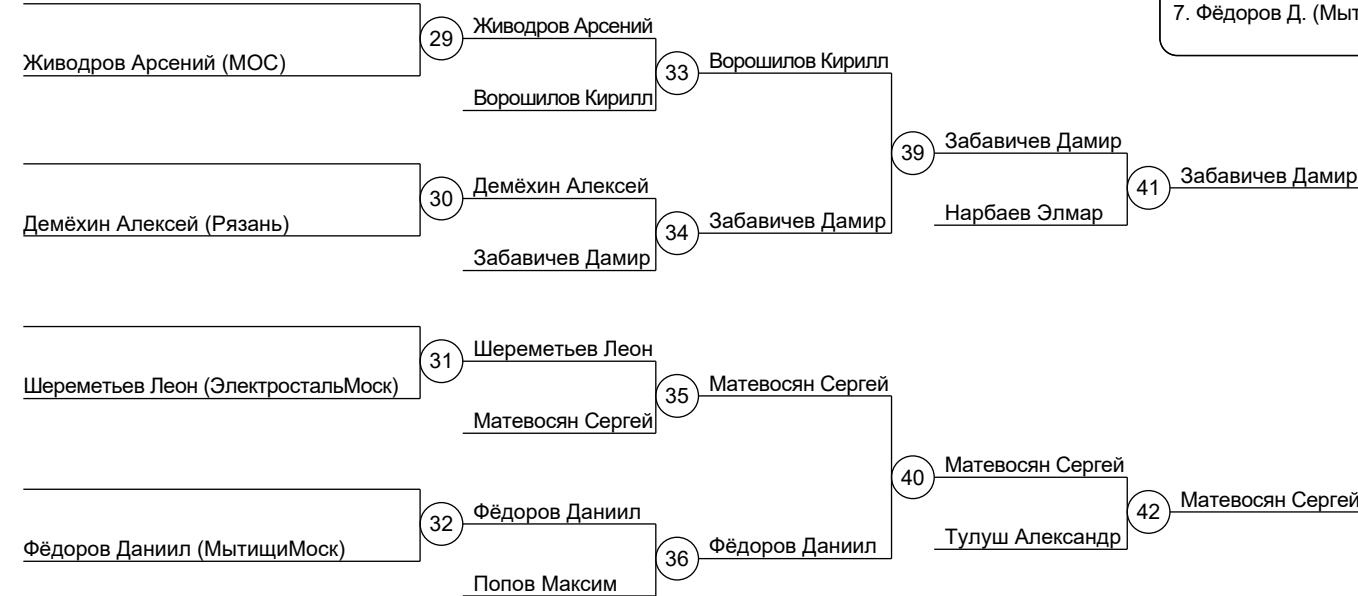 7. Фёдоров Д. (Мыт
29
Живодров Арсений
Живодров Арсений (МОС)
33
Ворошилов Кирилл
Ворошилов Кирилл
39
Забавичев Дамир
30
Демёхин Алексей
41
Забавичев Дамир
Демёхин Алексей (Рязань)
34
Забавичев Дамир
Нарбаев Элмар
Забавичев Дамир
31
Шереметьев Леон
Шереметьев Леон (ЭлектростальМоск)
35
Матевосян Сергей
Матевосян Сергей
40
Матевосян Сергей
32
Фёдоров Даниил
42
Матевосян Сергей
Фёдоров Даниил (МытищиМоск)
36
Фёдоров Даниил
Тулуш Александр
Попов Максим